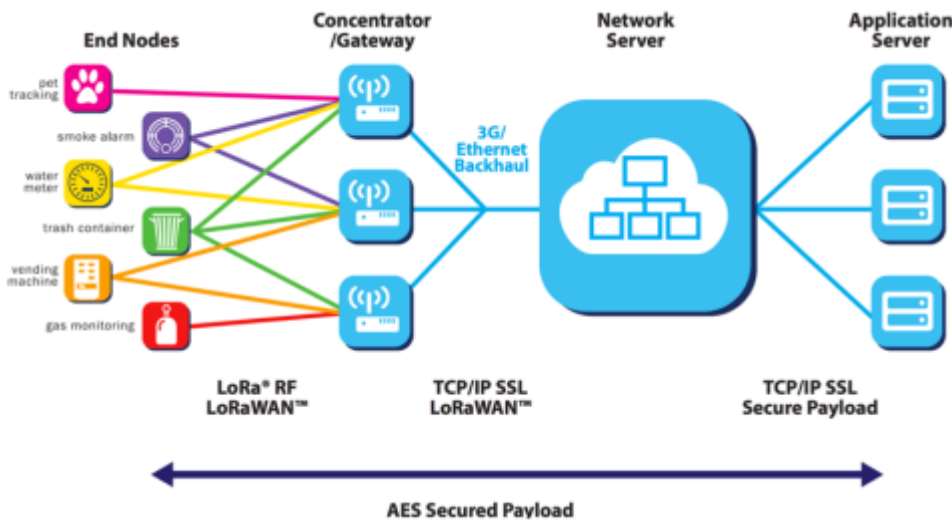 End Nodes
Concentrator
/Gateway
Network
Server
Application
Server
pet
tracking
smoke alarm
water
meter
trash container
vending
machine
gas monitoring
3G/
Ethernet
Backhaul
LoRa® RF
LoRaWAN™
TCP/IP SSL
LoRaWAN™
TCP/IP SSL
Secure Payload
AES Secured Payload